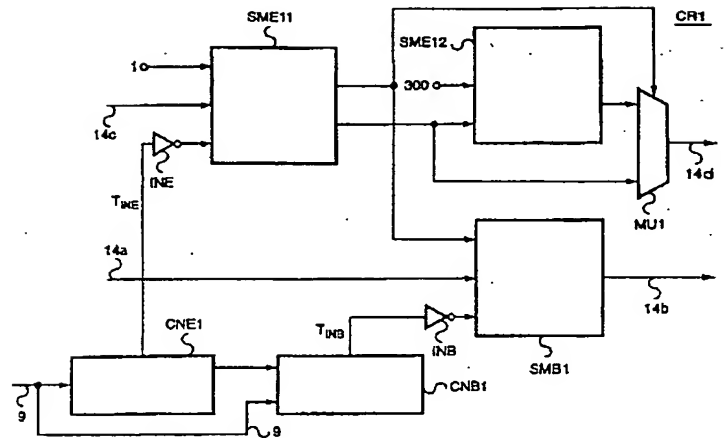 SME11
CR1
SME12
1
300
14c
INE
14d
T_INE
MU1
14a
14b
CNE1
T_INB
INB
SMB1
CNB1
9
9